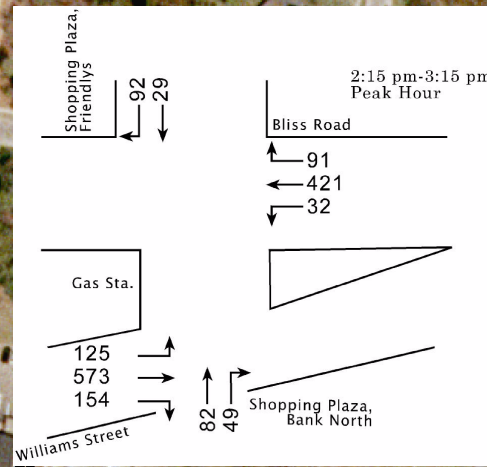 Shopping Plaza,
Friendlys
92
29
2:15 pm-3:15 pm
Peak Hour
Bliss Road
91
421
32
Gas Sta.
125
573
154
82
49
Shopping Plaza,
Bank North
Williams Street